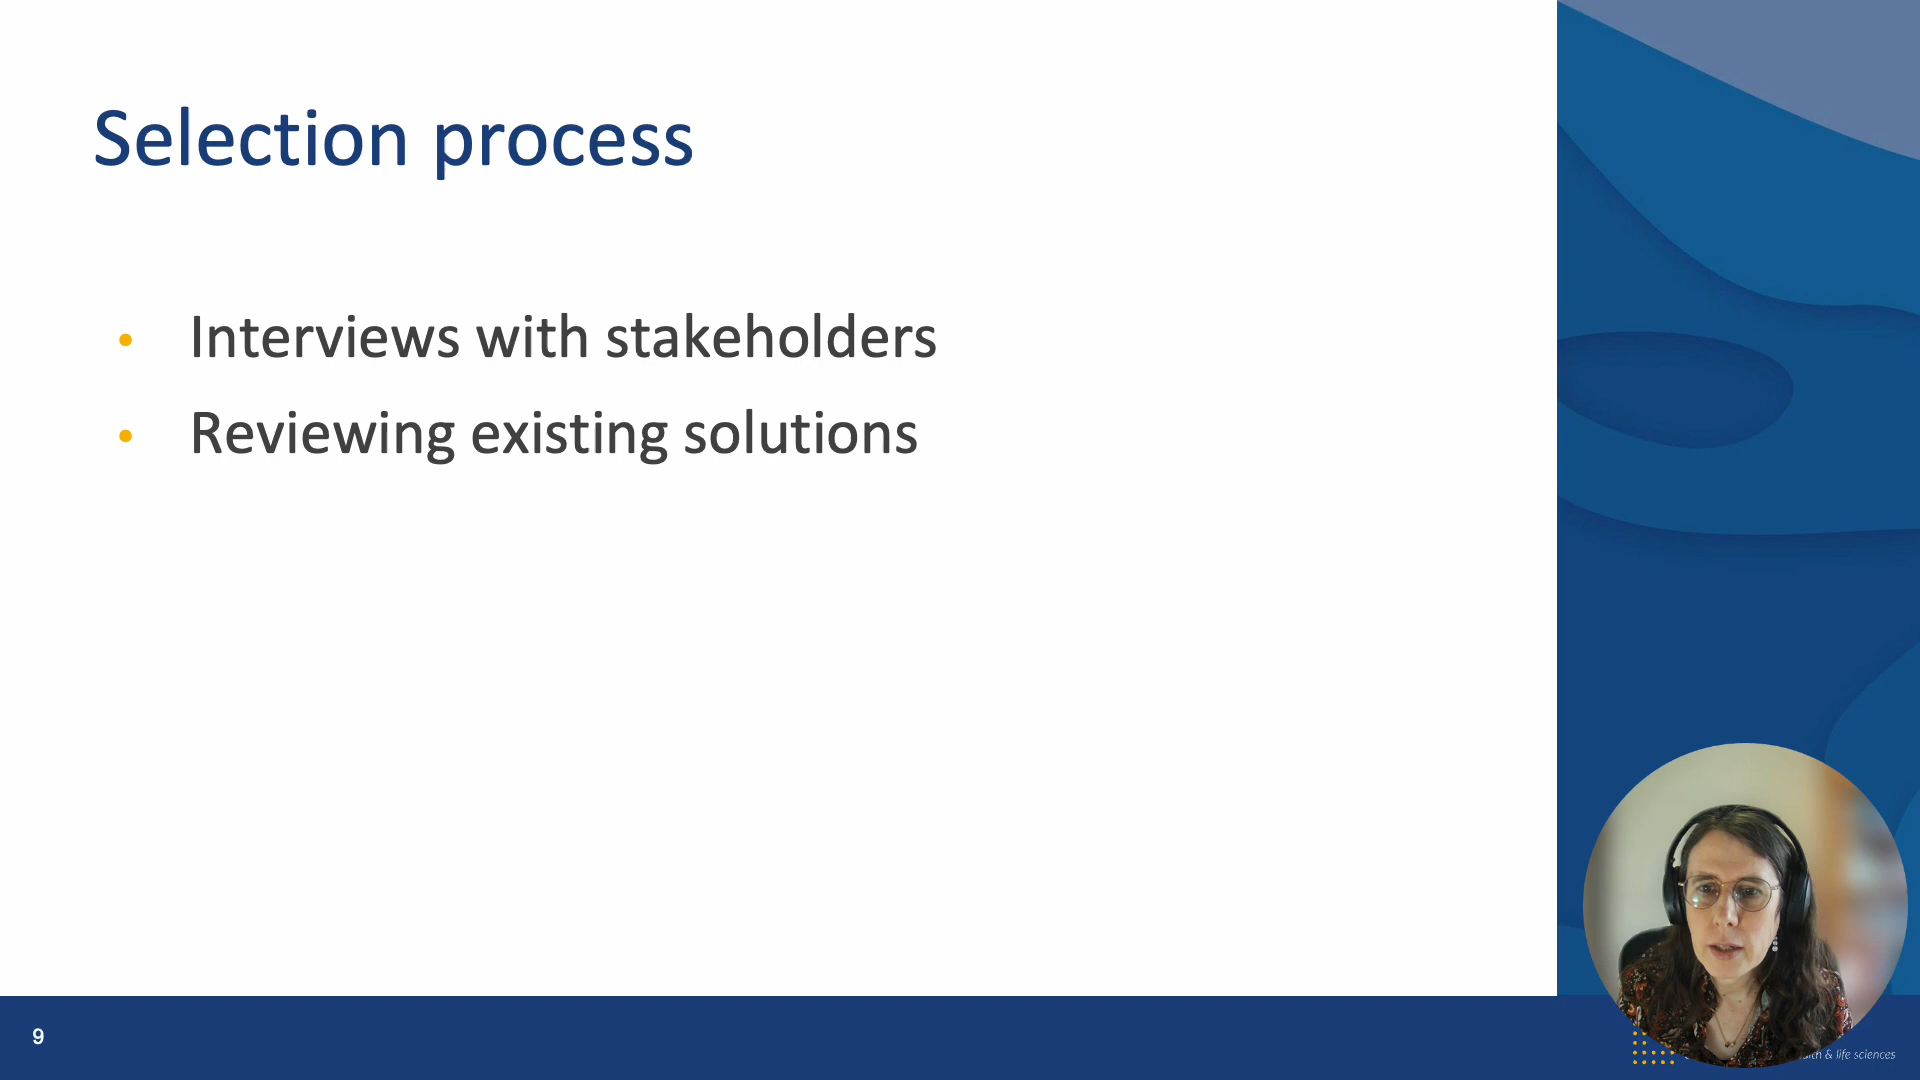 Selection process
• Interviews with stakeholders
• Reviewing existing solutions
9
& life sciences